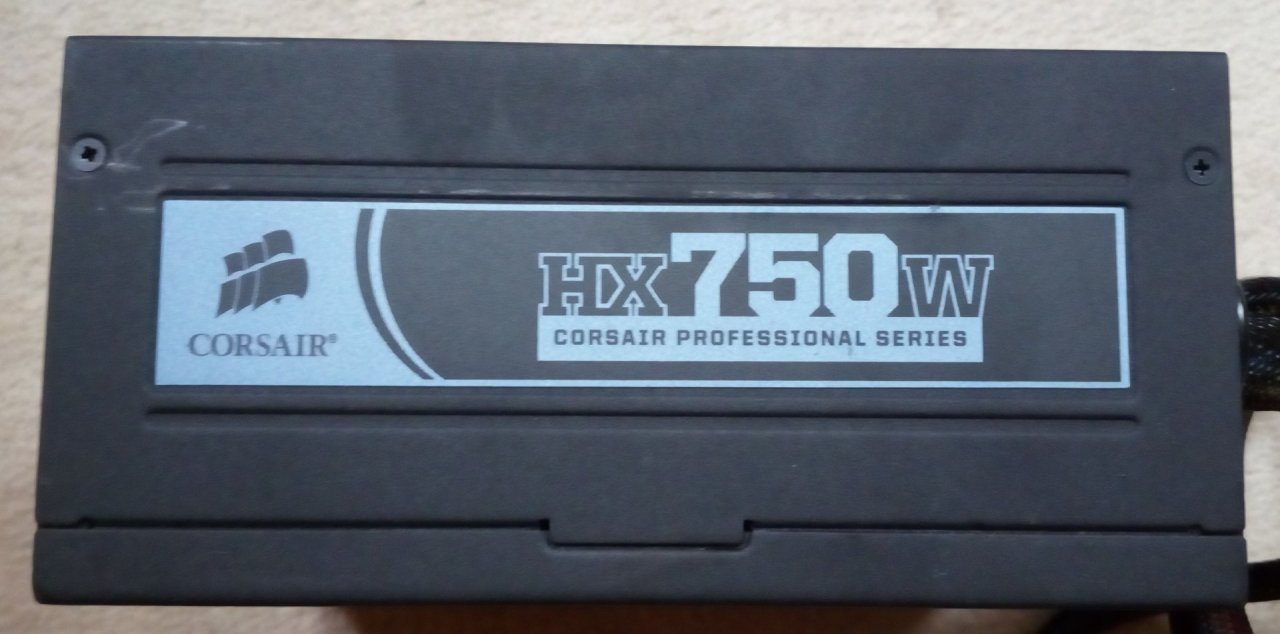 CORSAIR®
HX750W
CORSAIR PROFESSIONAL SERIES